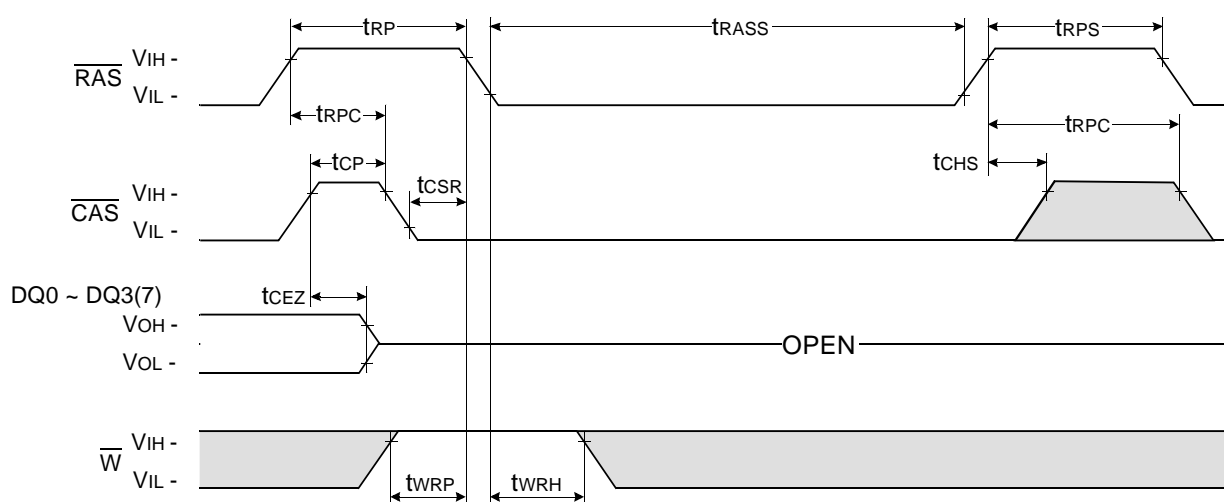 tRP
tRASS
tRPS
RAS
VIH -
VIL -
tRPC
tRPC
tCP
tCSR
tCHS
CAS
VIH -
VIL -
DQ0 ~ DQ3(7)
tCEZ
VOH -
VOL -
OPEN
W
VIH -
VIL -
tWRP
tWRH